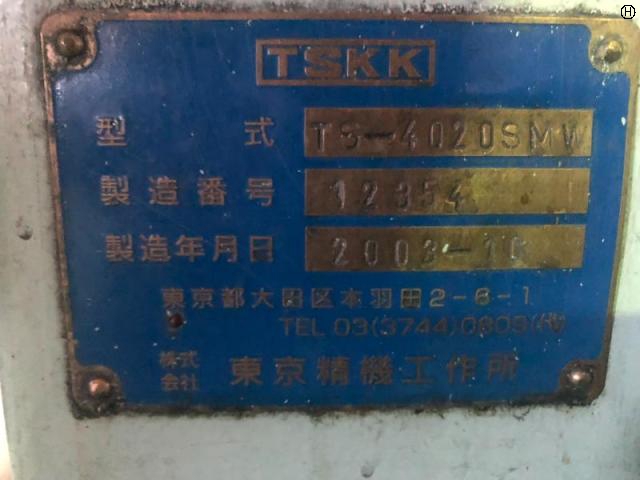 TSKK
型式 TS-4020SMW
製造番号 12354
製造年月日 2003-10
東京都大田区本羽田2-6-1
TEL.03(3744)0809(代)
株式会社 東京精機工作所
H